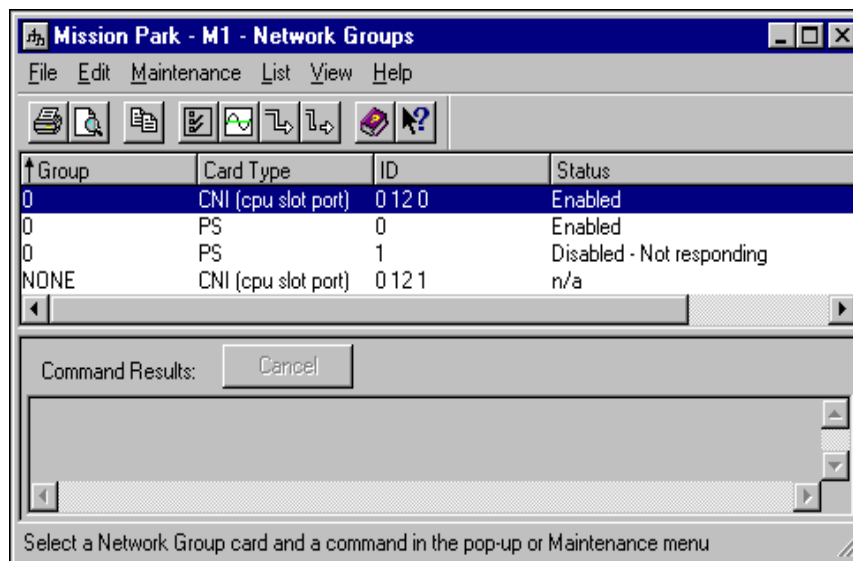 Mission Park - M1 - Network Groups
File Edit Maintenance List View Help
Group Card Type ID Status
0 CNI (cpu slot port) 0 12 0 Enabled
0 PS 0 Enabled
0 PS 1 Disabled - Not responding
NONE CNI (cpu slot port) 0 12 1 n/a
Command Results: Cancel
Select a Network Group card and a command in the pop-up or Maintenance menu